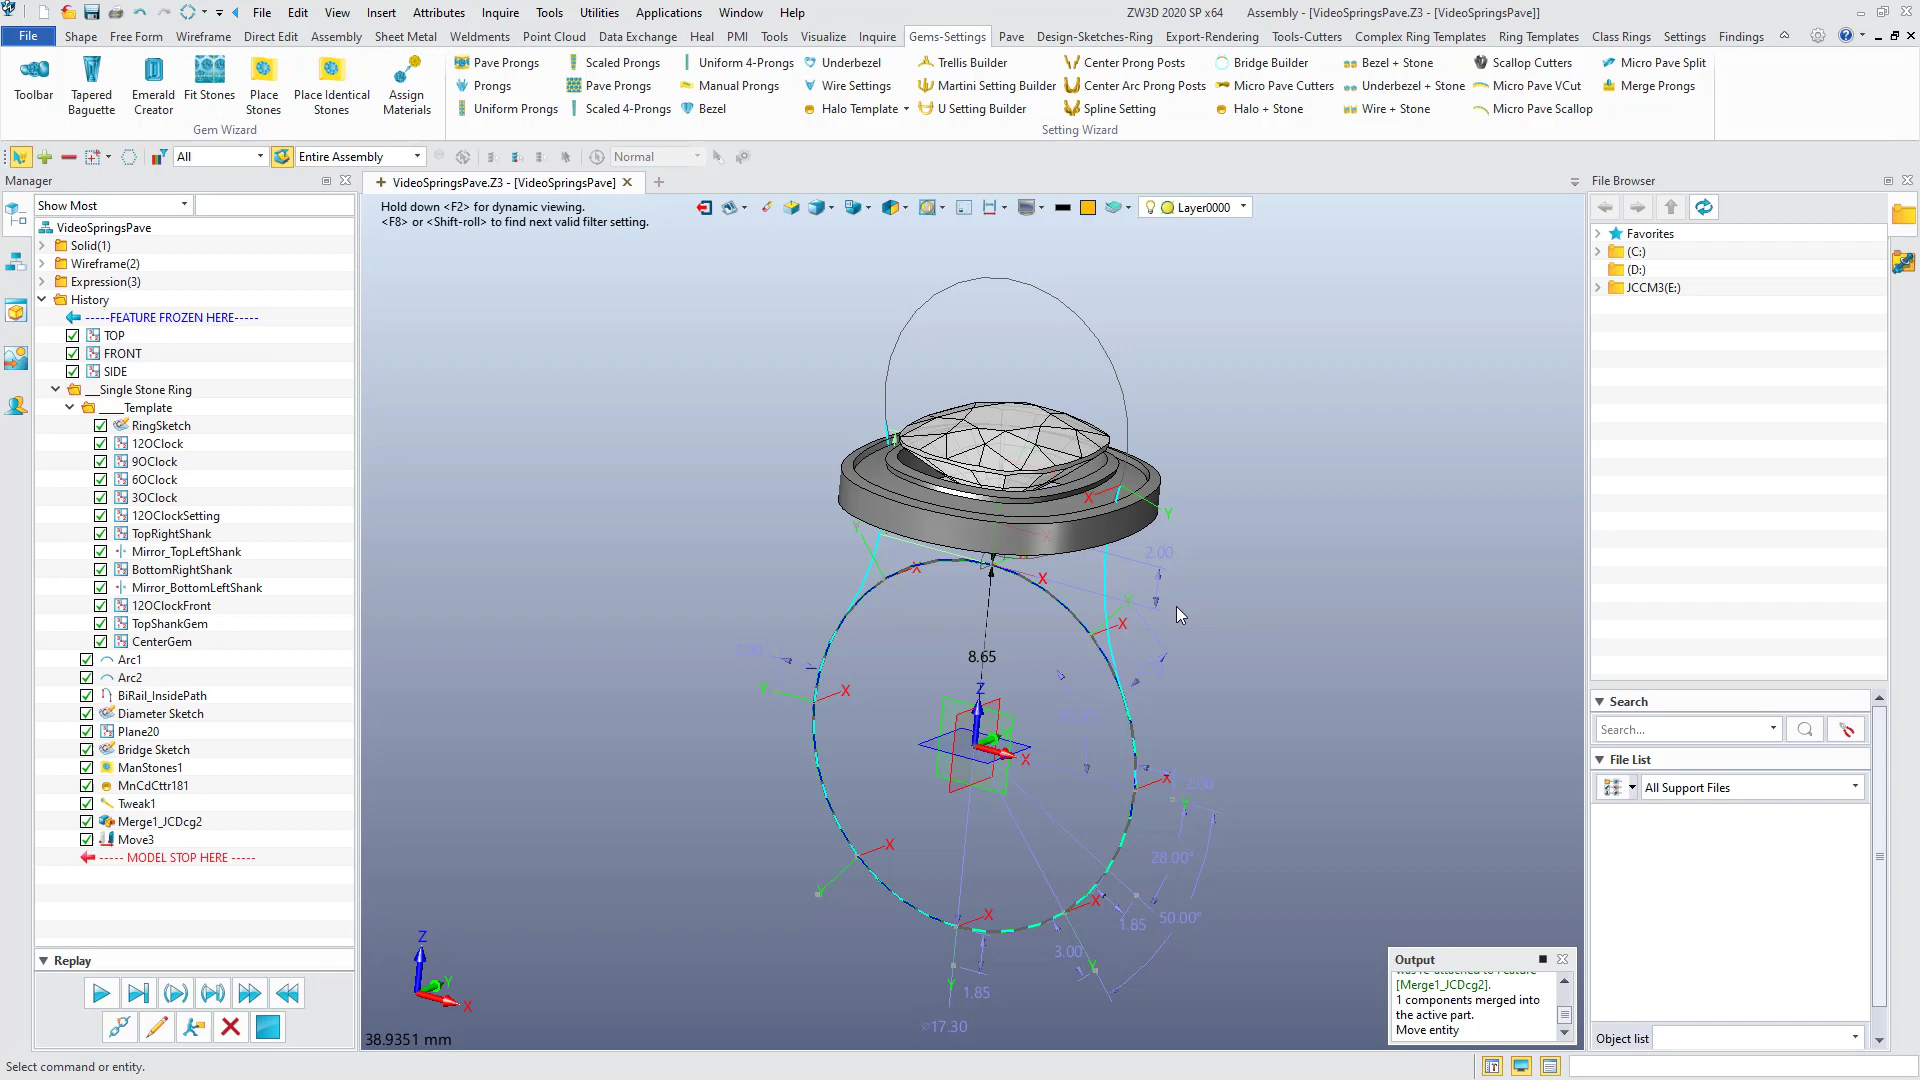 File Edit View Insert Attributes Inquire Tools Utilities Applications Window Help ZW3D 2020 SP x64 Assembly - [VideoSpringsPave.Z3 - [VideoSpringsPave]]
File Shape Free Form Wireframe Direct Edit Assembly Sheet Metal Weldments Point Cloud Data Exchange Heal PMI Tools Visualize Inquire Gems-Settings Pave Design-Sketches-Ring Export-Rendering Tools-Cutters Complex Ring Templates Ring Templates Class Rings Settings Findings
Toolbar
Tapered Baguette
Emerald Creator
Fit Stones
Place Stones
Place Identical Stones
Assign Materials
Gem Wizard
Pave Prongs Scaled Prongs Uniform 4-Prongs Underbezel Trellis Builder Center Prong Posts Bridge Builder Bezel + Stone Scallop Cutters Micro Pave Split
Prongs Pave Prongs Manual Prongs Wire Settings Martini Setting Builder Center Arc Prong Posts Micro Pave Cutters Underbezel + Stone Micro Pave VCut Merge Prongs
Uniform Prongs Scaled 4-Prongs Bezel Halo Template U Setting Builder Spline Setting Halo + Stone Wire + Stone Micro Pave Scallop
Setting Wizard
All Entire Assembly Normal
Manager
VideoSpringsPave.Z3 - [VideoSpringsPave]
File Browser
Show Most
VideoSpringsPave
Solid(1)
Wireframe(2)
Expression(3)
History
-----FEATURE FROZEN HERE-----
TOP
FRONT
SIDE
__Single Stone Ring
____Template
RingSketch
12OClock
9OClock
6OClock
3OClock
12OClockSetting
TopRightShank
Mirror_TopLeftShank
BottomRightShank
Mirror_BottomLeftShank
12OClockFront
TopShankGem
CenterGem
Arc1
Arc2
BiRail_InsidePath
Diameter Sketch
Plane20
Bridge Sketch
ManStones1
MnCdCttr181
Tweak1
Merge1_JCDcg2
Move3
----- MODEL STOP HERE -----
Replay
Hold down <F2> for dynamic viewing.
<F8> or <Shift-roll> to find next valid filter setting.
Layer0000
X
Y
2.00
X
X
Y
X
8.65
Z
Y
X
X
X
2.00
Y
28.00°
X
50.00°
Y
X
X
1.85
3.00
Y
Y
1.85
⌀17.30
Z
Y
X
38.9351 mm
Favorites
(C:)
(D:)
JCCM3(E:)
Search
Search...
File List
All Support Files
Object list
Output
[Merge1_JCDcg2].
1 components merged into
the active part.
Move entity
Select command or entity.